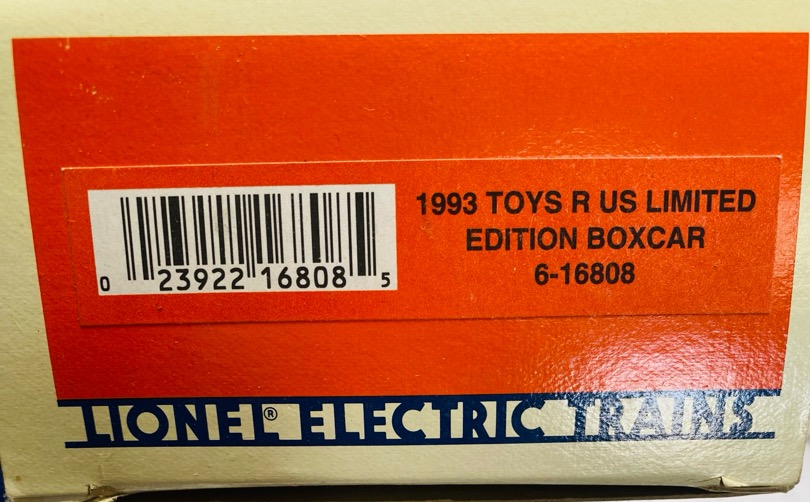 1993 TOYS R US LIMITED
EDITION BOXCAR
6-16808
0 23922 16808 5
LIONEL® ELECTRIC TRAINS